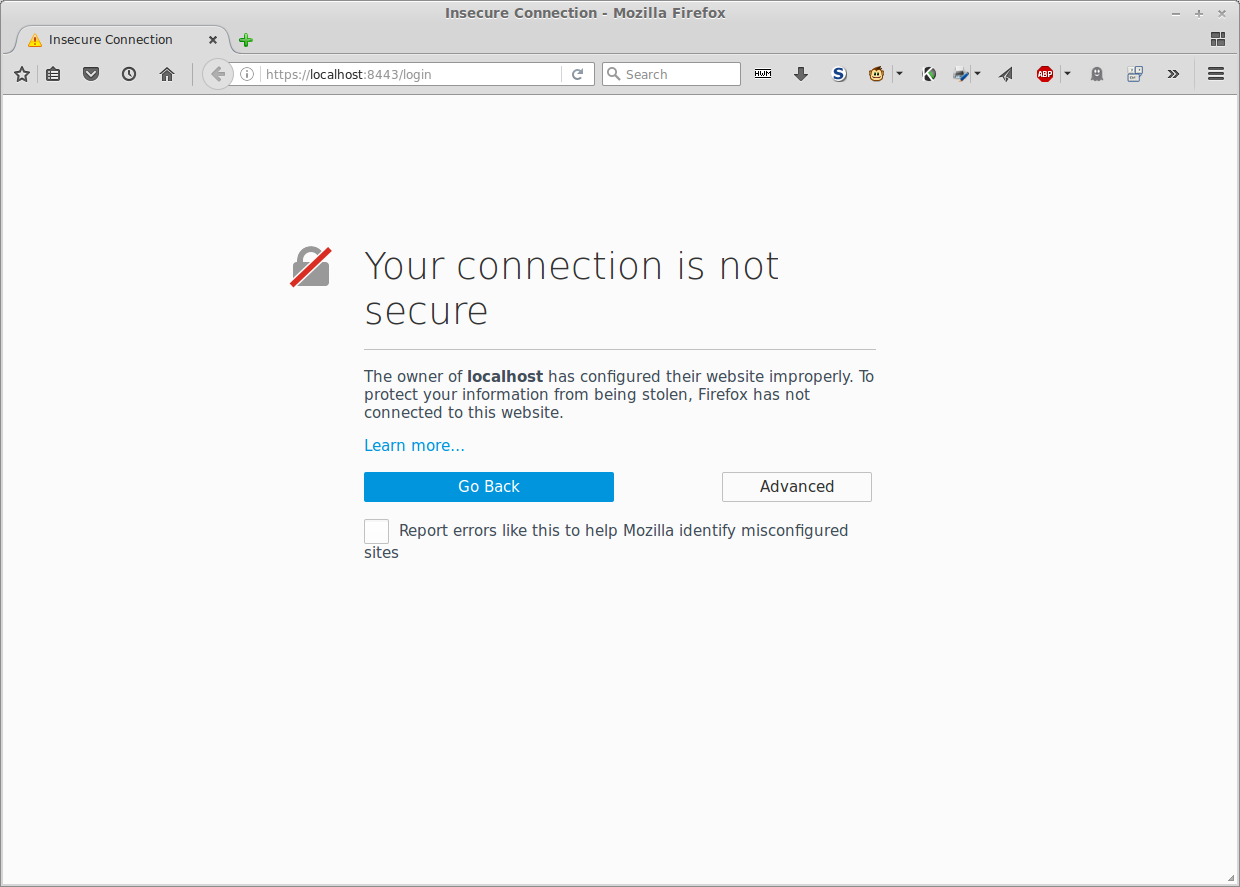 Insecure Connection - Mozilla Firefox
Insecure Connection
https://localhost:8443/login
Search
HWM
S
K
ABP
Your connection is not
secure
The owner of localhost has configured their website improperly. To
protect your information from being stolen, Firefox has not
connected to this website.
Learn more...
Go Back
Advanced
Report errors like this to help Mozilla identify misconfigured
sites